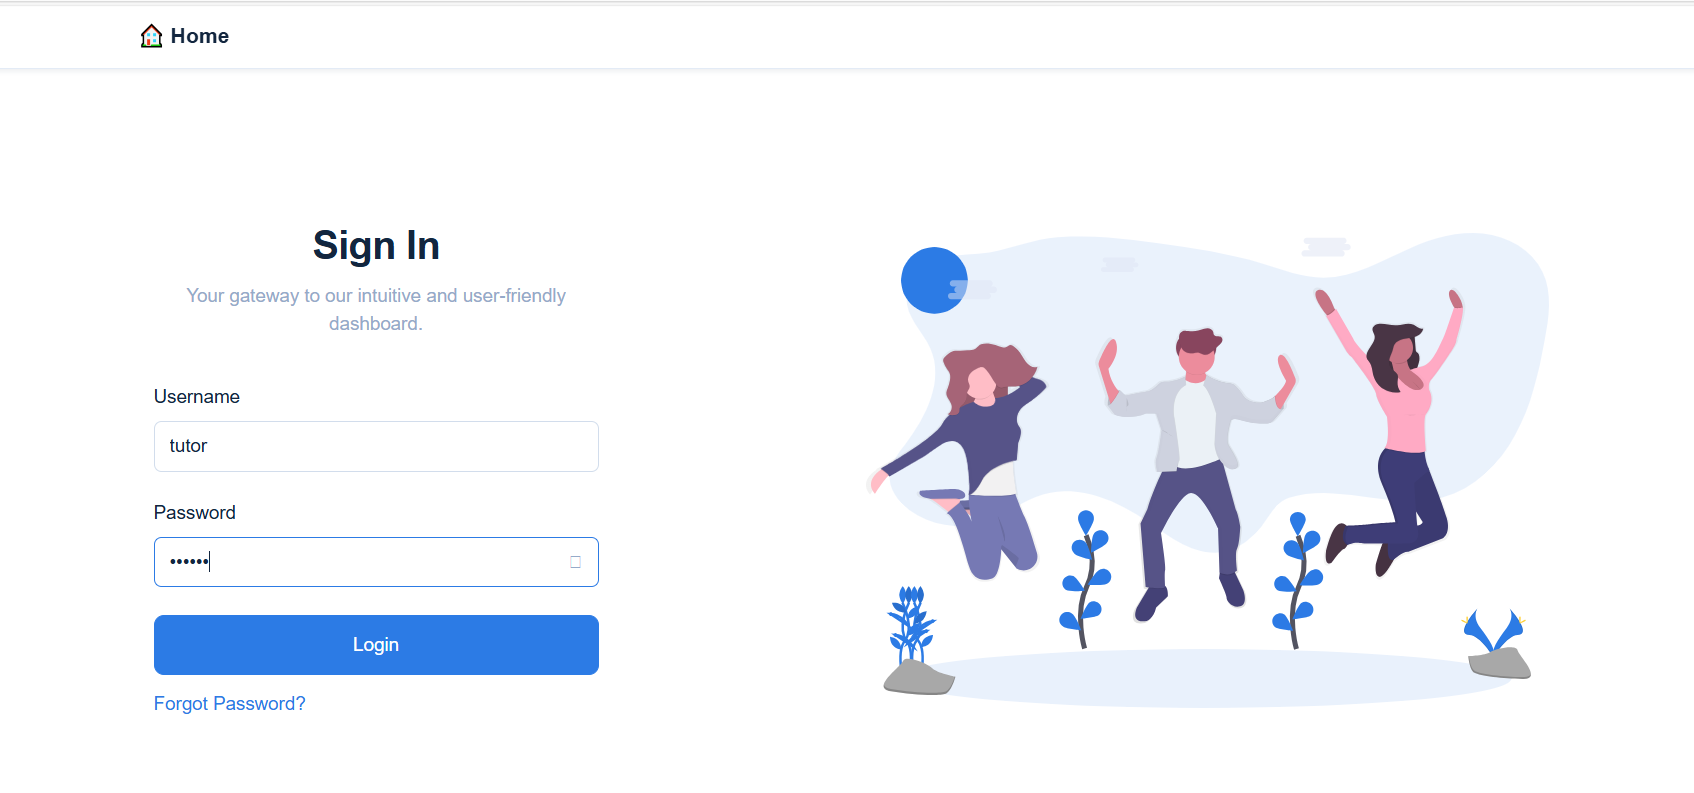 🏠 Home
Sign In
Your gateway to our intuitive and user-friendly
dashboard.
Username
tutor
Password
••••••
Login
Forgot Password?